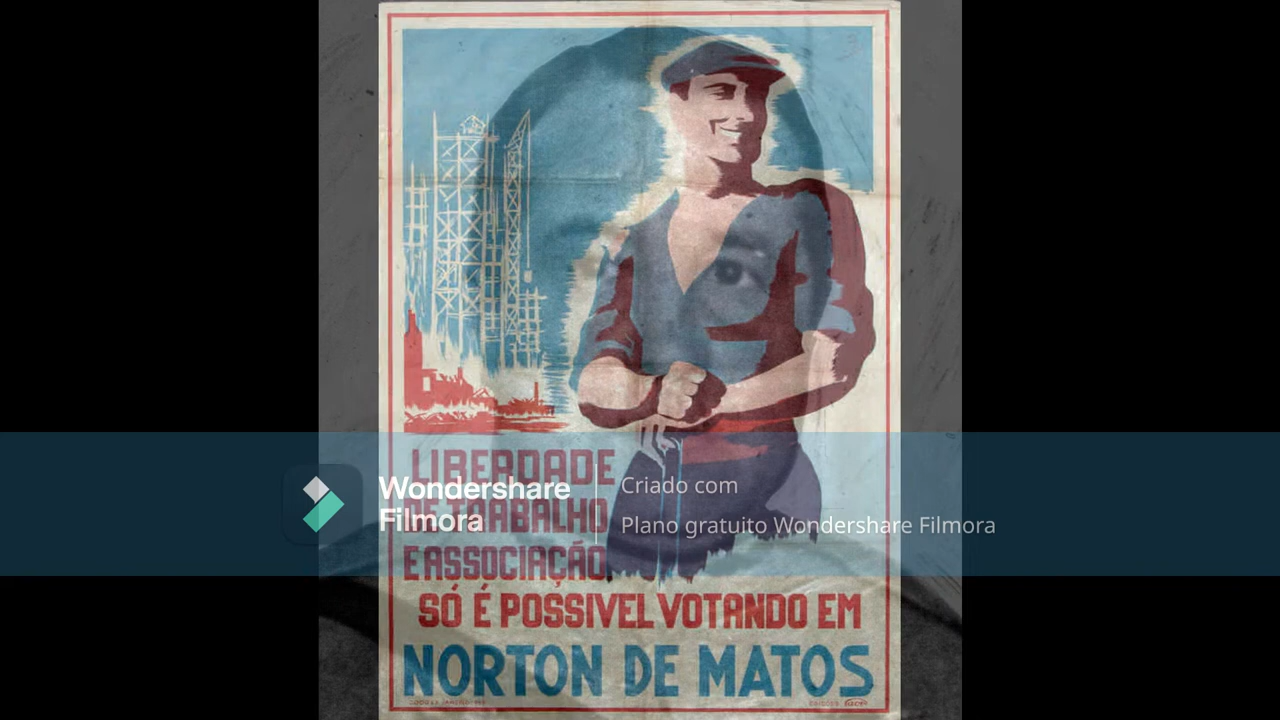 LIBERDADE
DE TRABALHO
E ASSOCIAÇÃO
SÓ É POSSIVEL VOTANDO EM
NORTON DE MATOS
Wondershare
Filmora
Criado com
Plano gratuito Wondershare Filmora